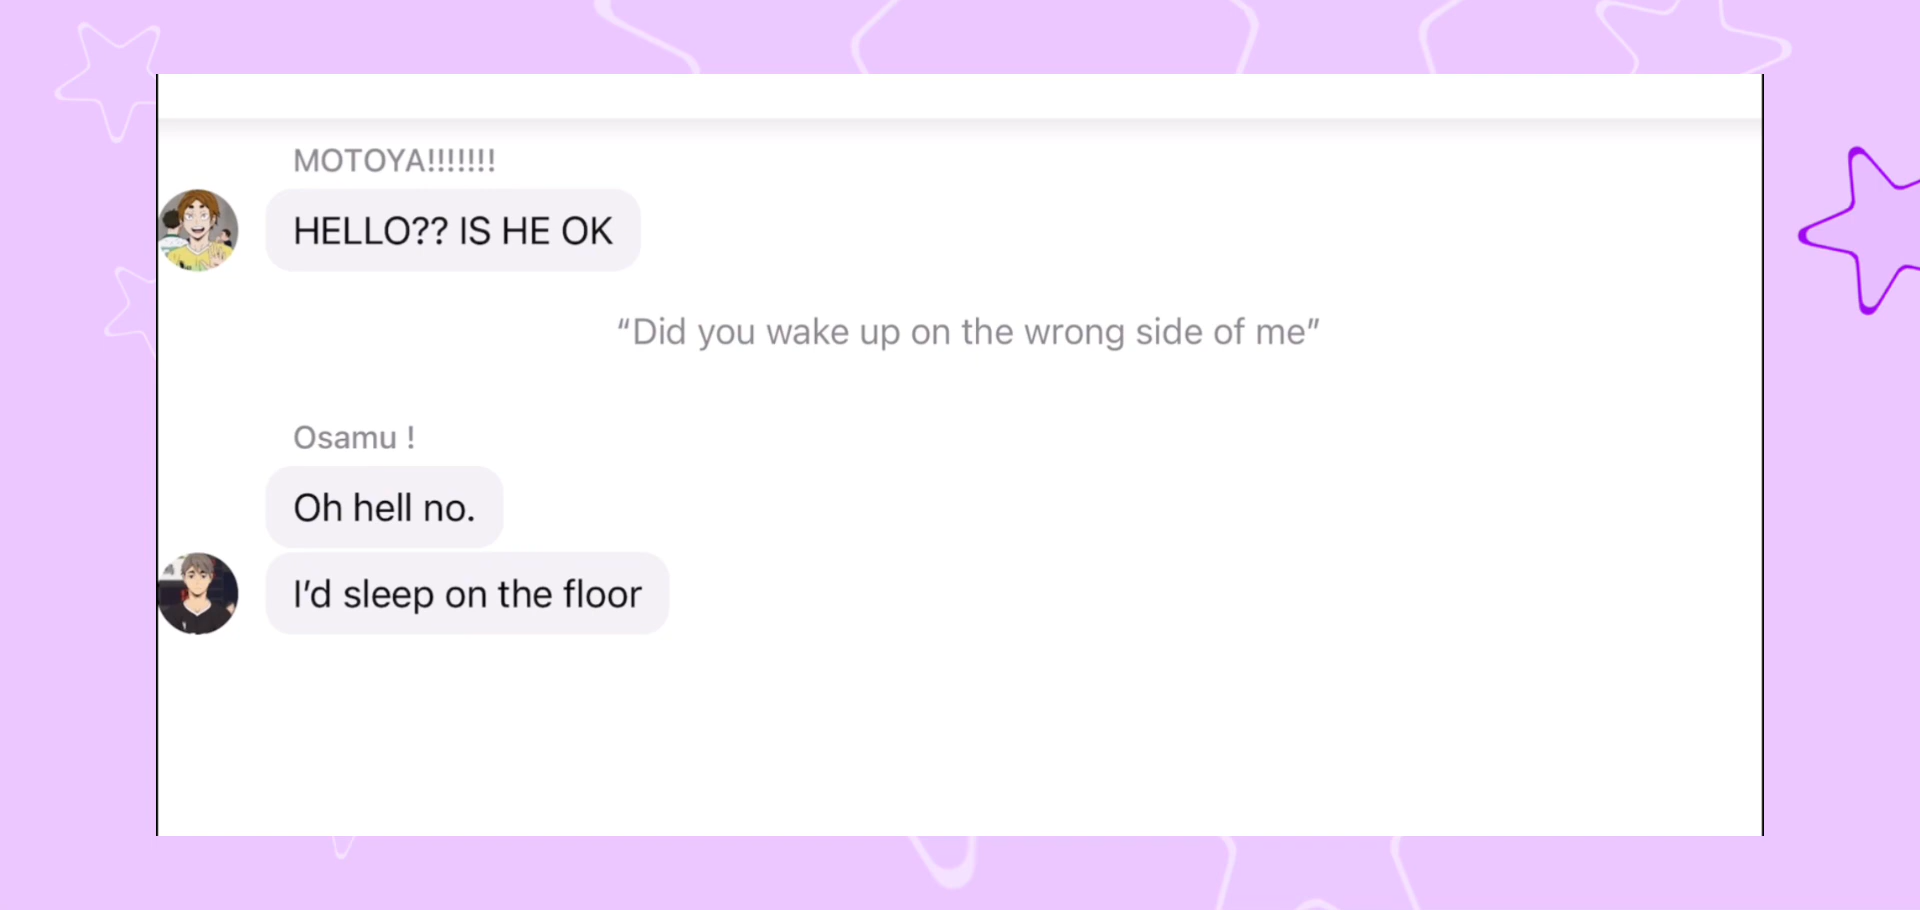 MOTOYA!!!!!!!
HELLO?? IS HE OK
“Did you wake up on the wrong side of me”
Osamu !
Oh hell no.
I’d sleep on the floor